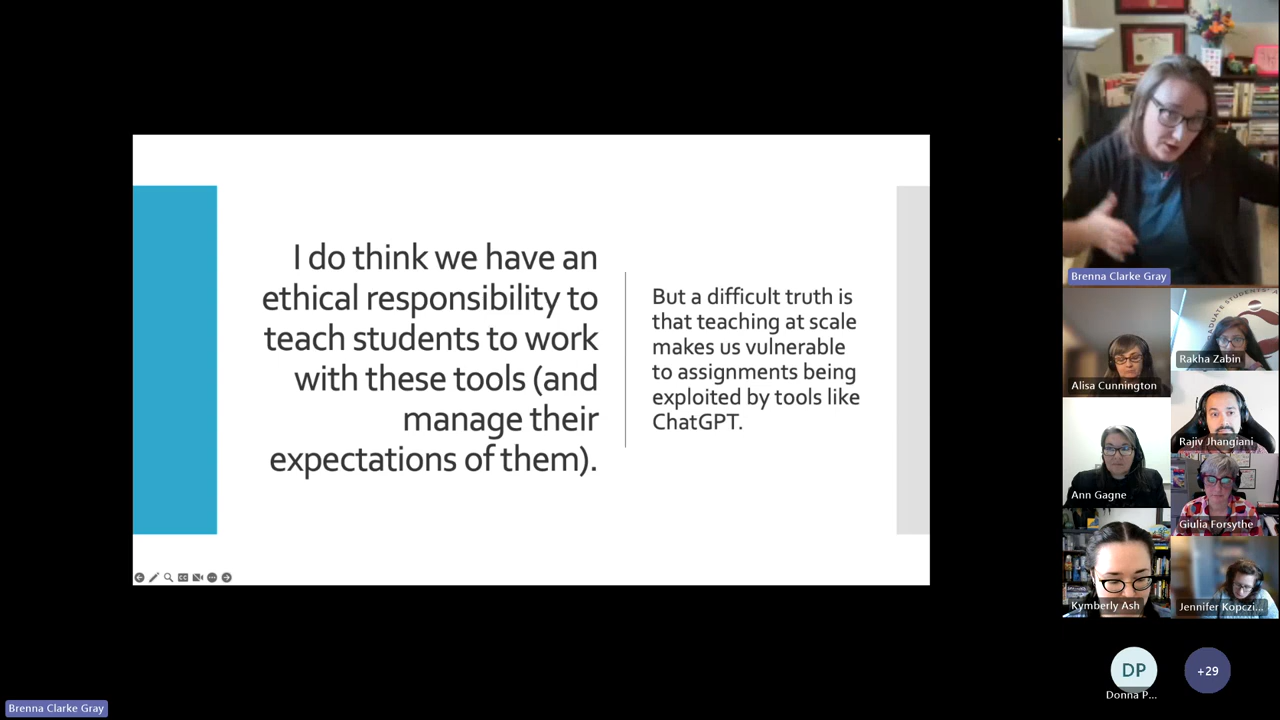 I do think we have an
ethical responsibility to
teach students to work
with these tools (and
manage their
expectations of them).
But a difficult truth is
that teaching at scale
makes us vulnerable
to assignments being
exploited by tools like
ChatGPT.
Brenna Clarke Gray
Alisa Cunnington
Rakha Zabin
Rajiv Jhangiani
Ann Gagne
Giulia Forsythe
Kymberly Ash
Jennifer Kopczi...
DP
Donna P...
+29
Brenna Clarke Gray